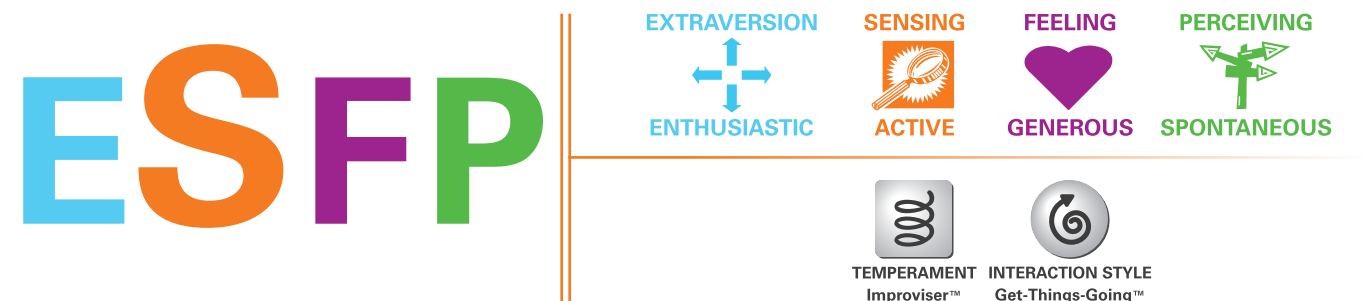 ESFP
EXTRAVERSION SENSING FEELING PERCEIVING
ENTHUSIASTIC ACTIVE GENEROUS SPONTANEOUS
TEMPERAMENT INTERACTION STYLE
Improviser™ Get-Things-Going™